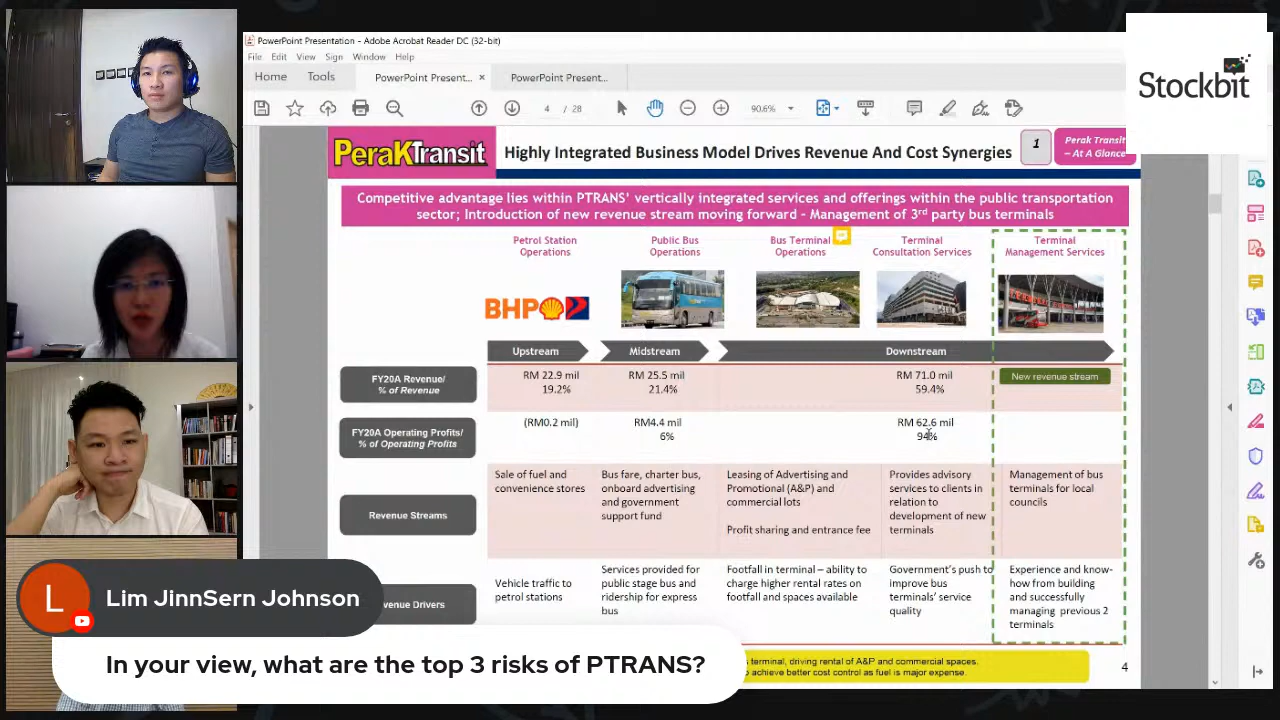 PowerPoint Presentation - Adobe Acrobat Reader DC (32-bit)
File Edit View Sign Window Help
Home Tools PowerPoint Present... × PowerPoint Present...
4 / 28 90.6%
Stockbit
PeraKTransit
Highly Integrated Business Model Drives Revenue And Cost Synergies
1
Perak Transit
– At A Glance
Competitive advantage lies within PTRANS’ vertically integrated services and offerings within the public transportation
sector; Introduction of new revenue stream moving forward - Management of 3rd party bus terminals
Petrol Station
Operations
Public Bus
Operations
Bus Terminal
Operations
Terminal
Consultation Services
Terminal
Management Services
BHP
Upstream
Midstream
Downstream
FY20A Revenue/
% of Revenue
RM 22.9 mil
19.2%
RM 25.5 mil
21.4%
RM 71.0 mil
59.4%
New revenue stream
FY20A Operating Profits/
% of Operating Profits
(RM0.2 mil)
RM4.4 mil
6%
RM 62.6 mil
94%
Revenue Streams
Sale of fuel and
convenience stores
Bus fare, charter bus,
onboard advertising
and government
support fund
Leasing of Advertising and
Promotional (A&P) and
commercial lots
Profit sharing and entrance fee
Provides advisory
services to clients in
relation to
development of new
terminals
Management of bus
terminals for local
councils
venue Drivers
Vehicle traffic to
petrol stations
Services provided for
public stage bus and
ridership for express
bus
Footfall in terminal – ability to
charge higher rental rates on
footfall and spaces available
Government’s push to
improve bus
terminals’ service
quality
Experience and know-
how from building
and successfully
managing previous 2
terminals
terminal, driving rental of A&P and commercial spaces.
to achieve better cost control as fuel is major expense.
4
L
Lim JinnSern Johnson
In your view, what are the top 3 risks of PTRANS?